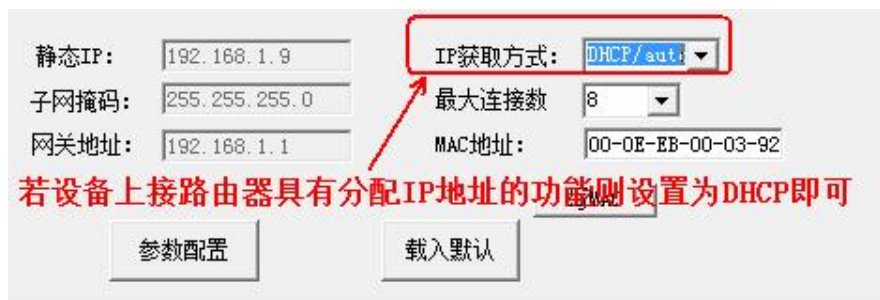 静态IP: 192.168.1.9 IP获取方式: DHCP/aut
子网掩码: 255.255.255.0 最大连接数 8
网关地址: 192.168.1.1 MAC地址: 00-0E-EB-00-03-92
若设备上接路由器具有分配IP地址的功能则设置为DHCP即可
参数配置 载入默认